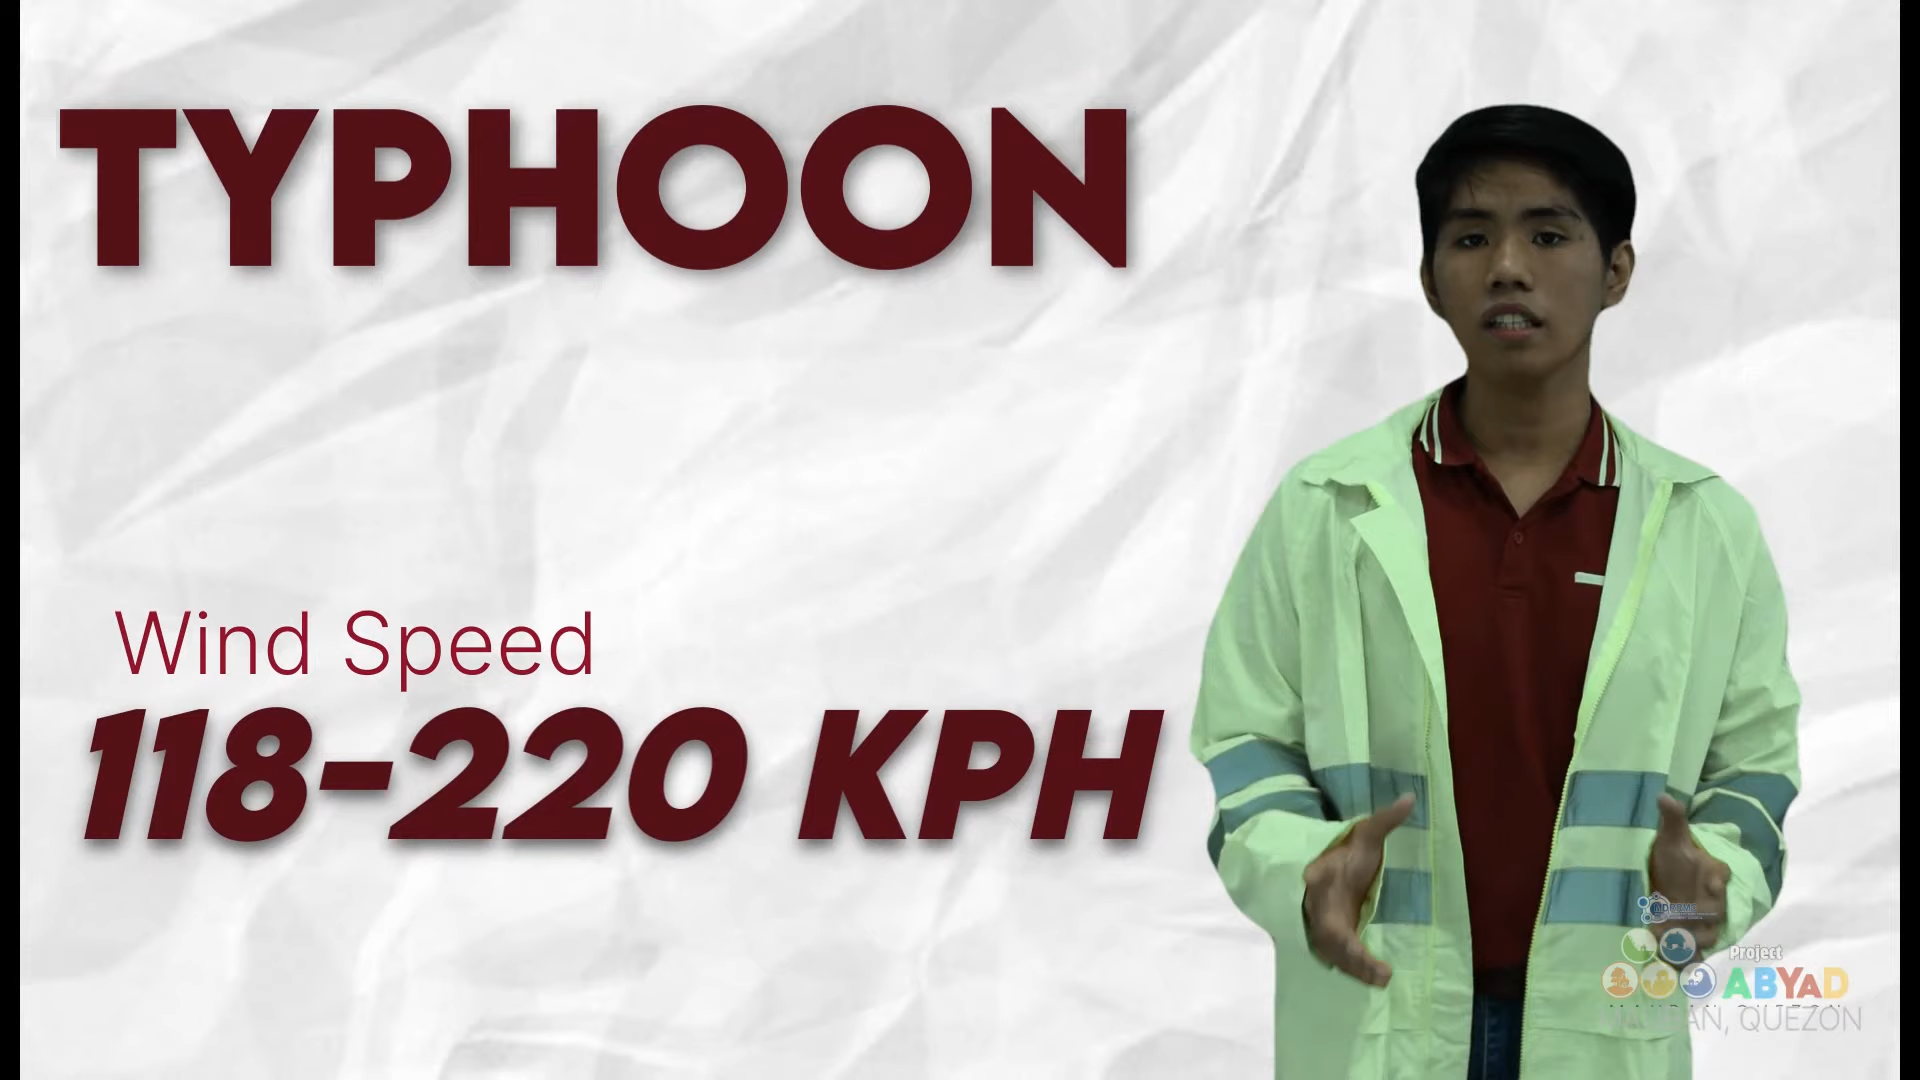 TYPHOON
Wind Speed
118-220 KPH
Project
ABYAD
QUEZON